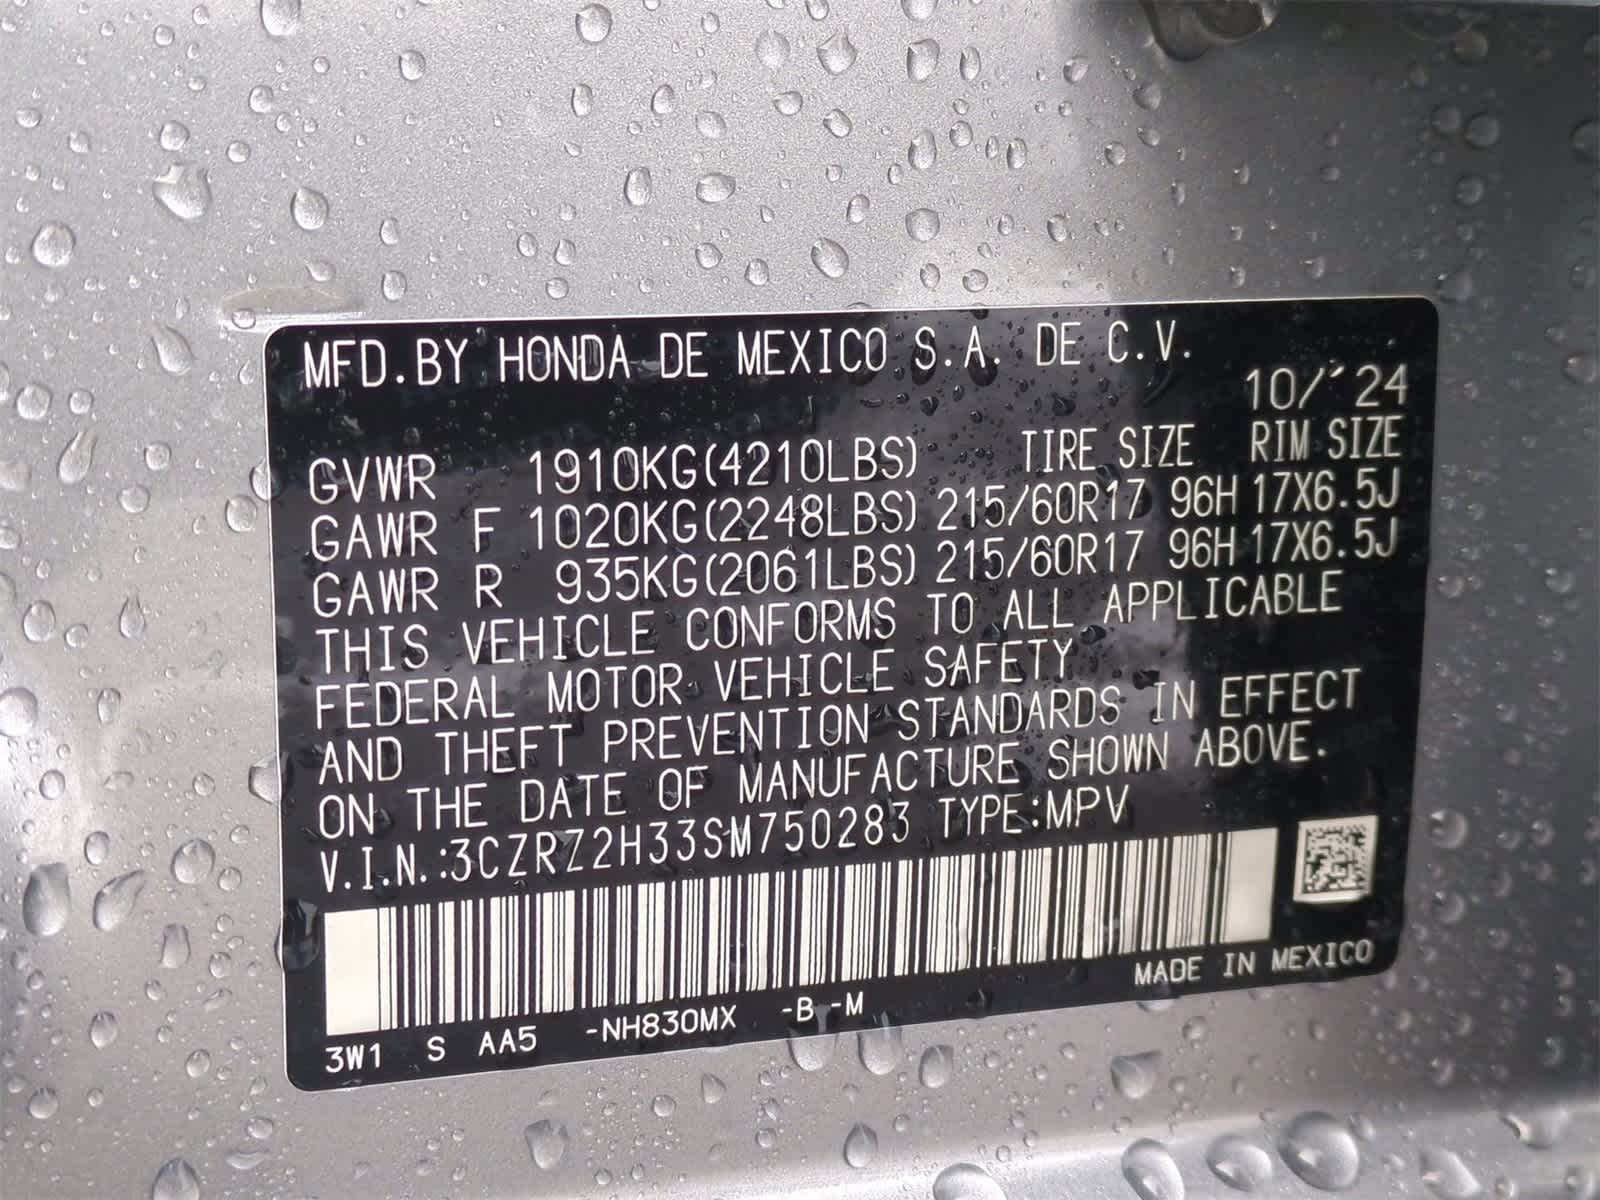 MFD.BY HONDA DE MEXICO S.A. DE C.V.
10/´24
GVWR 1910KG(4210LBS) TIRE SIZE RIM SIZE
GAWR F 1020KG(2248LBS) 215/60R17 96H 17X6.5J
GAWR R 935KG(2061LBS) 215/60R17 96H 17X6.5J
THIS VEHICLE CONFORMS TO ALL APPLICABLE
FEDERAL MOTOR VEHICLE SAFETY
AND THEFT PREVENTION STANDARDS IN EFFECT
ON THE DATE OF MANUFACTURE SHOWN ABOVE.
V.I.N.:3CZRZ2H33SM750283 TYPE:MPV
MADE IN MEXICO
3W1 S AA5 -NH830MX -B -M